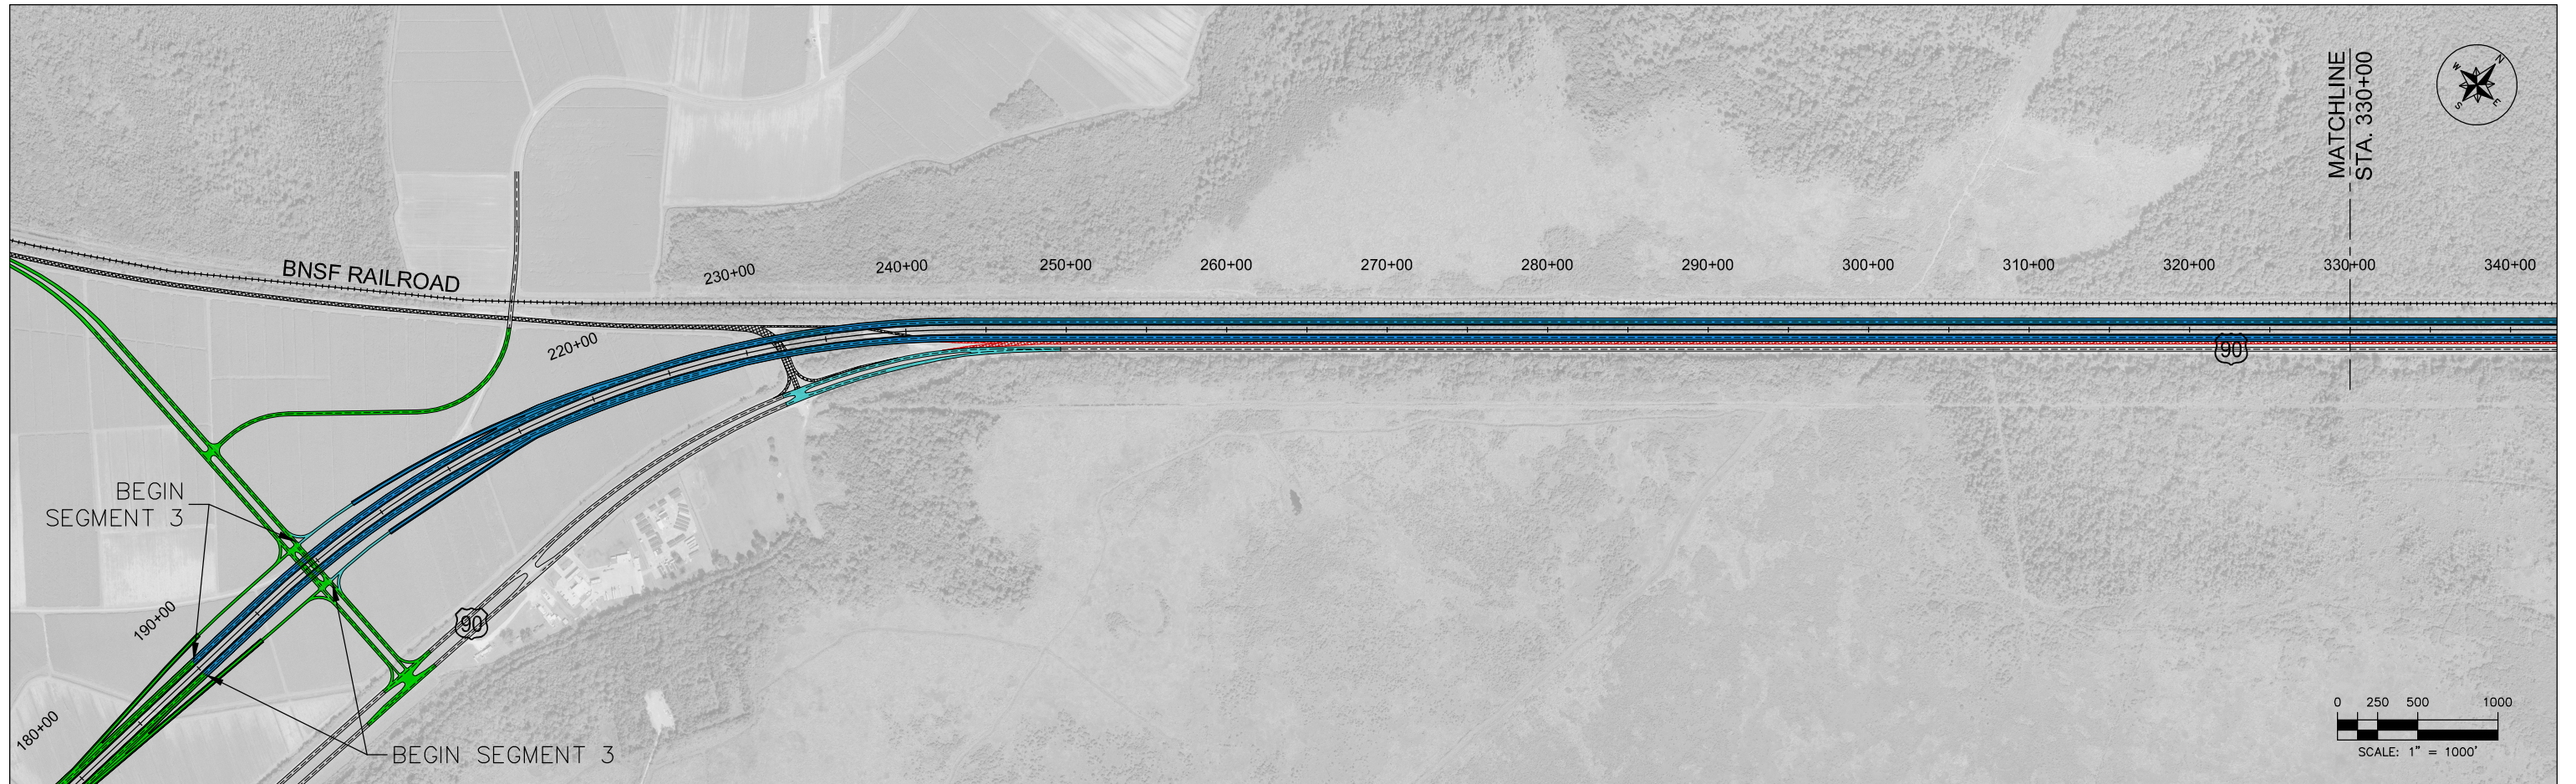 MATCHLINE
STA. 330+00
N
W
E
S
BNSF RAILROAD
230+00
240+00
250+00
260+00
270+00
280+00
290+00
300+00
310+00
320+00
330+00
340+00
220+00
90
BEGIN
SEGMENT 3
190+00
90
180+00
BEGIN SEGMENT 3
0 250 500 1000
SCALE: 1" = 1000'